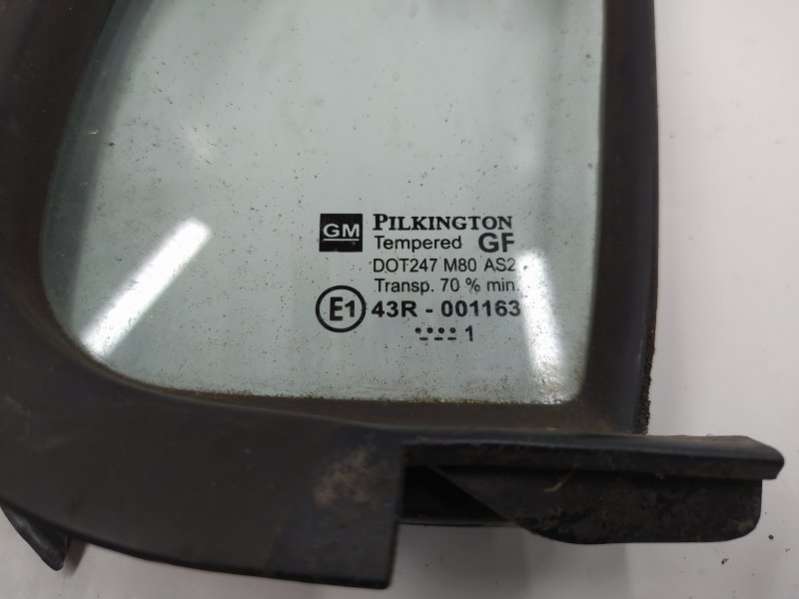 GM PILKINGTON
Tempered GF
DOT247 M80 AS2
Transp. 70 % min.
E1 43R - 001163
1